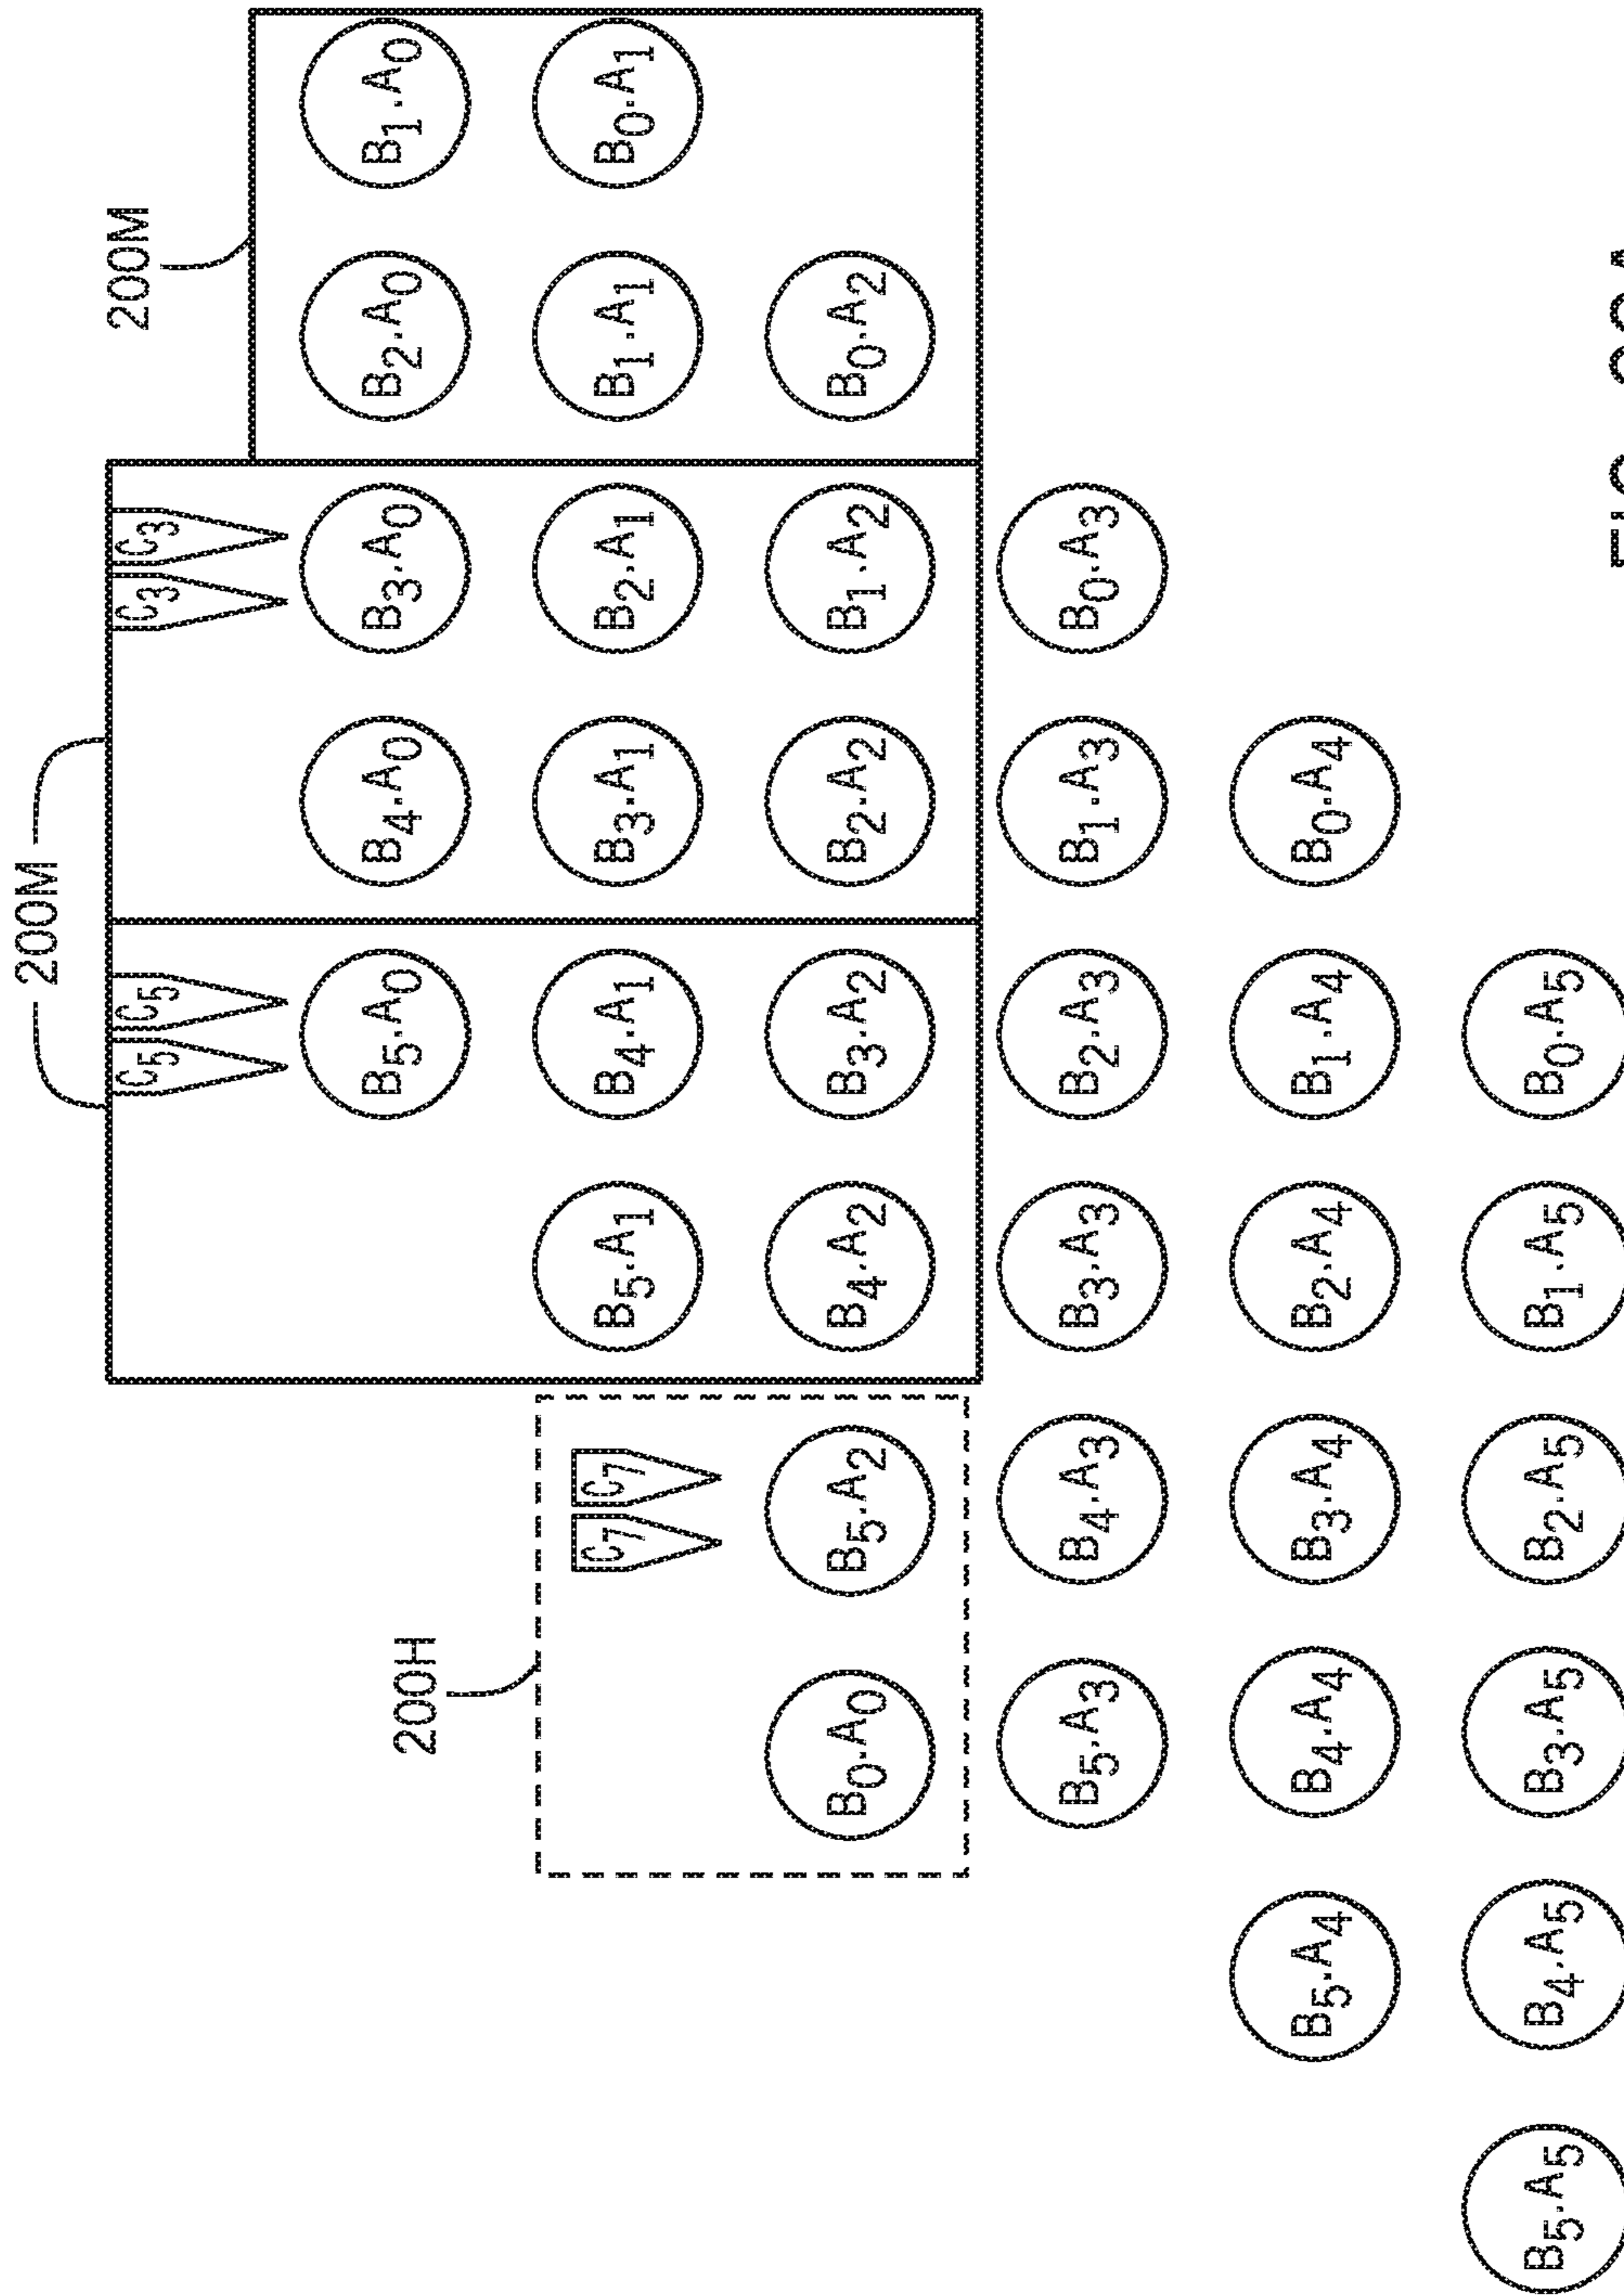 200M
200M
C₅ C₅ C₃ C₃
B₅·A₀ B₄·A₀ B₃·A₀ B₂·A₀ B₁·A₀
200H
C₇ C₇
B₅·A₁ B₄·A₁ B₃·A₁ B₂·A₁ B₁·A₁ B₀·A₁
B₀·A₀ B₅·A₂ B₄·A₂ B₃·A₂ B₂·A₂ B₁·A₂ B₀·A₂
B₅·A₃ B₄·A₃ B₃·A₃ B₂·A₃ B₁·A₃ B₀·A₃
B₅·A₄ B₄·A₄ B₃·A₄ B₂·A₄ B₁·A₄ B₀·A₄
B₅·A₅ B₄·A₅ B₃·A₅ B₂·A₅ B₁·A₅ B₀·A₅